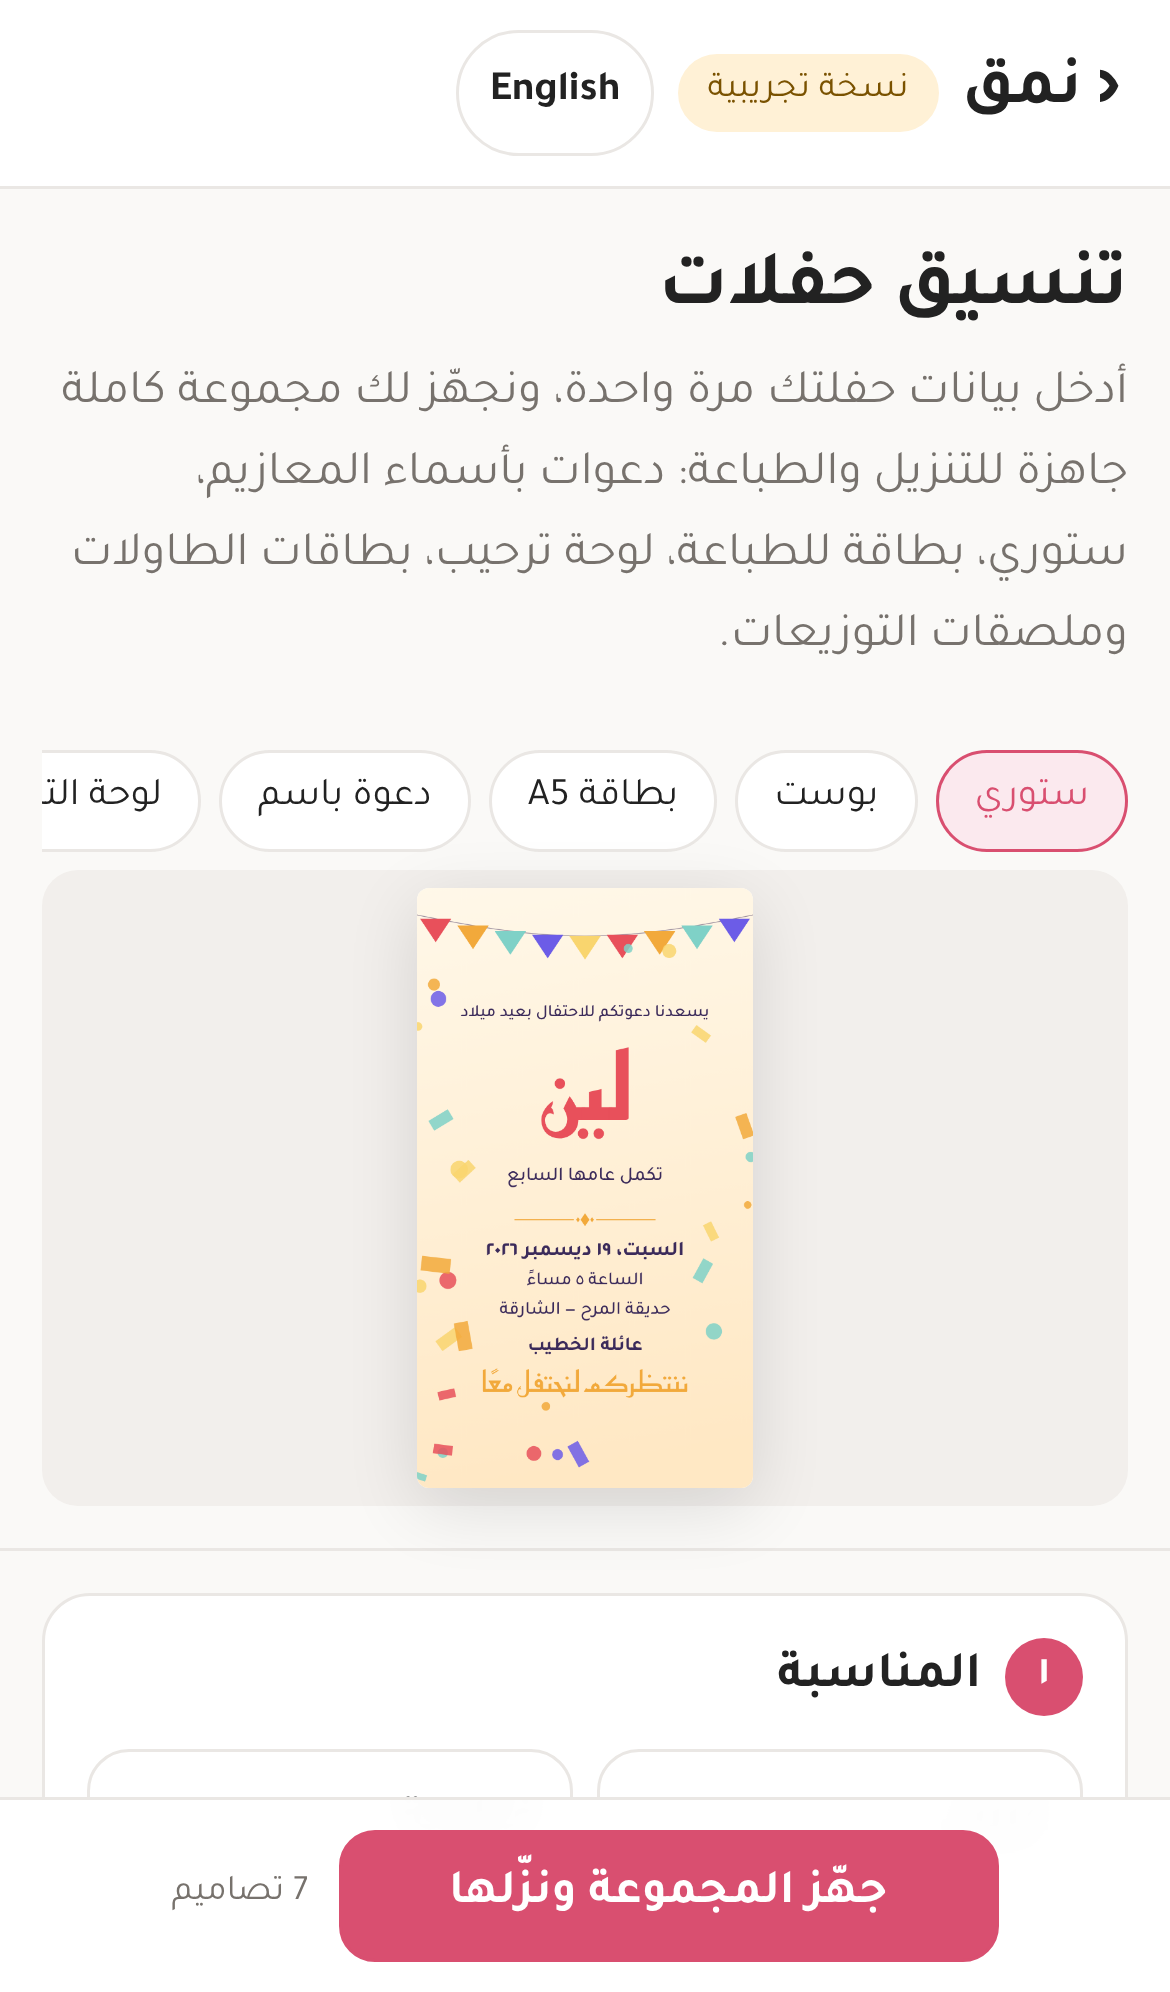 ‹ نمق
نسخة تجريبية
English
تنسيق حفلات
أدخل بيانات حفلتك مرة واحدة، ونجهّز لك مجموعة كاملة
جاهزة للتنزيل والطباعة: دعوات بأسماء المعازيم،
ستوري، بطاقة للطباعة، لوحة ترحيب، بطاقات الطاولات
وملصقات التوزيعات.
ستوري
بوست
بطاقة A5
دعوة باسم
لوحة الت
يسعدنا دعوتكم للاحتفال بعيد ميلاد
لين
تكمل عامها السابع
السبت، ١٩ ديسمبر ٢٠٢٦
الساعة ٥ مساءً
حديقة المرح – الشارقة
عائلة الخطيب
ننتظركم لنحتفل معًا
١
المناسبة
جهّز المجموعة ونزّلها
7 تصاميم